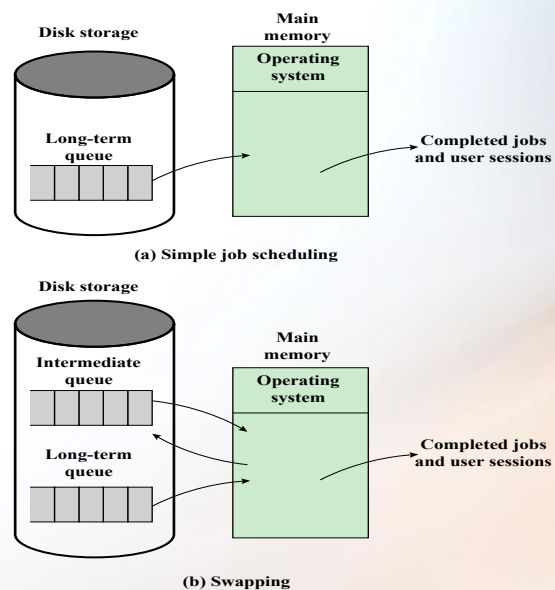 Disk storage
Main
memory
Operating
system
Long-term
queue
Completed jobs
and user sessions
(a) Simple job scheduling
Disk storage
Main
memory
Intermediate
queue
Operating
system
Long-term
queue
Completed jobs
and user sessions
(b) Swapping